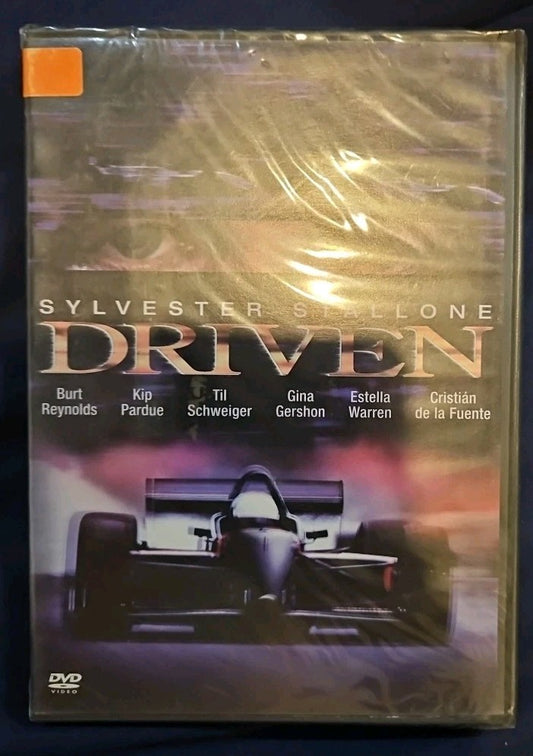 SYLVESTER STALLONE
DRIVEN
Burt Reynolds
Kip Pardue
Til Schweiger
Gina Gershon
Estella Warren
Cristián de la Fuente
DVD
VIDEO